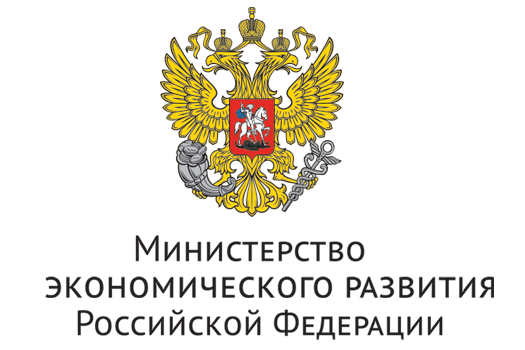 Министерство
экономического развития
Российской Федерации